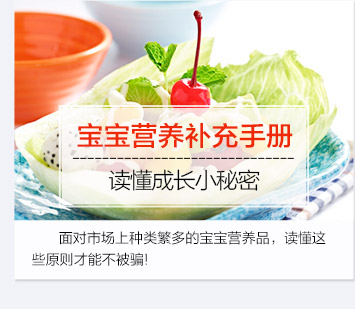 宝宝营养补充手册
读懂成长小秘密
面对市场上种类繁多的宝宝营养品，读懂这
些原则才能不被骗!